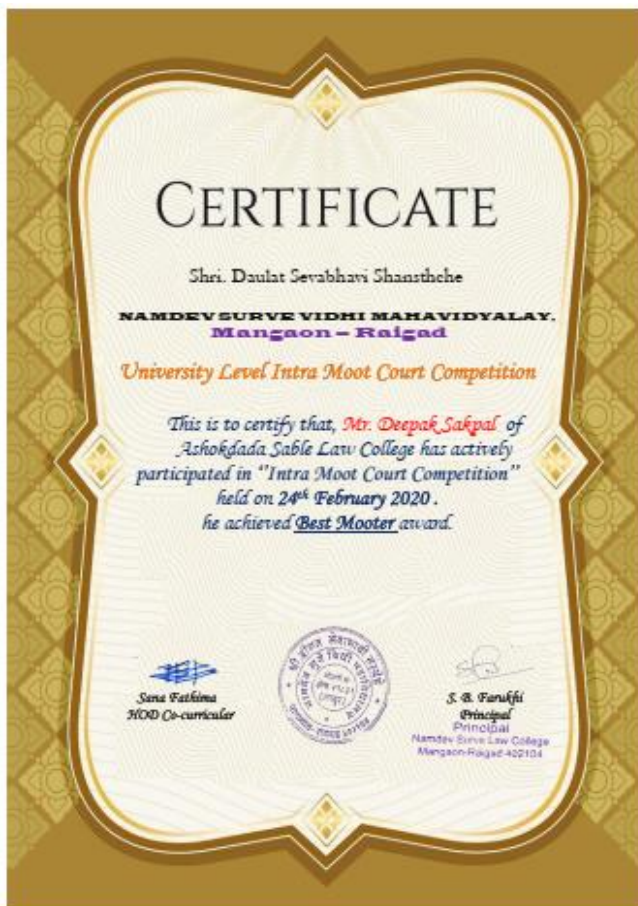 CERTIFICATE
Shri. Daulat Sevabhavi Shansthche
NAMDEV SURVE VIDHI MAHAVIDYALAY,
Mangaon – Raigad
University Level Intra Moot Court Competition
This is to certify that, Mr. Deepak Sakpal of
Ashokdada Sable Law College has actively
participated in “Intra Moot Court Competition”
held on 24th February 2020 .
he achieved Best Mooter award.
Sana Fathima
HOD Co-curricular
S. B. Farukhi
Principal
Principal
Namdev Surve Law College
Mangaon-Raigad 402104